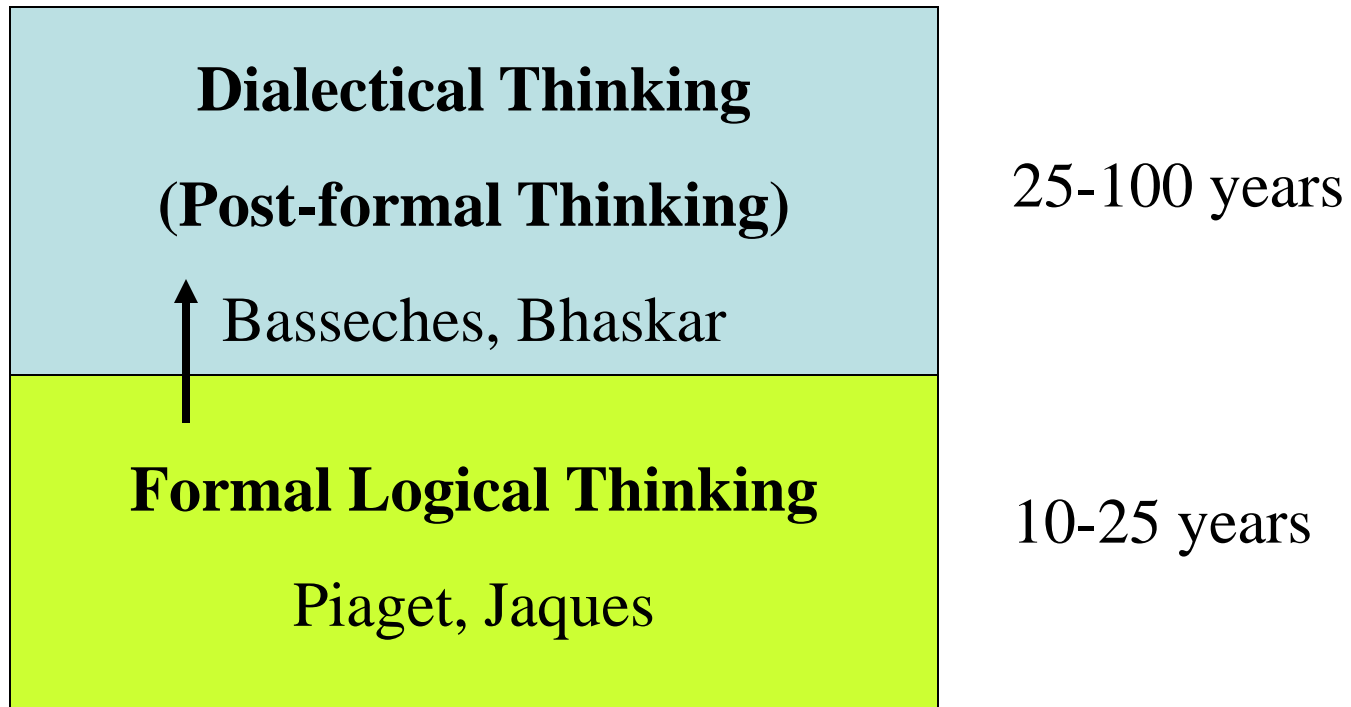 Dialectical Thinking
(Post-formal Thinking)
Basseches, Bhaskar
25-100 years
Formal Logical Thinking
Piaget, Jaques
10-25 years